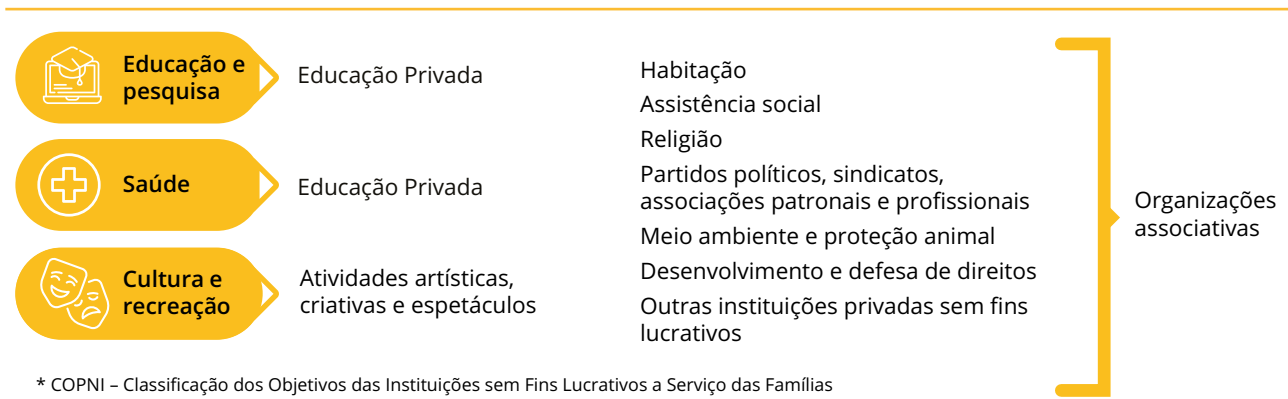 Educação e
pesquisa
Educação Privada
Saúde
Educação Privada
Cultura e
recreação
Atividades artísticas,
criativas e espetáculos
Habitação
Assistência social
Religião
Partidos políticos, sindicatos,
associações patronais e profissionais
Meio ambiente e proteção animal
Desenvolvimento e defesa de direitos
Outras instituições privadas sem fins
lucrativos
Organizações
associativas
* COPNI – Classificação dos Objetivos das Instituições sem Fins Lucrativos a Serviço das Famílias